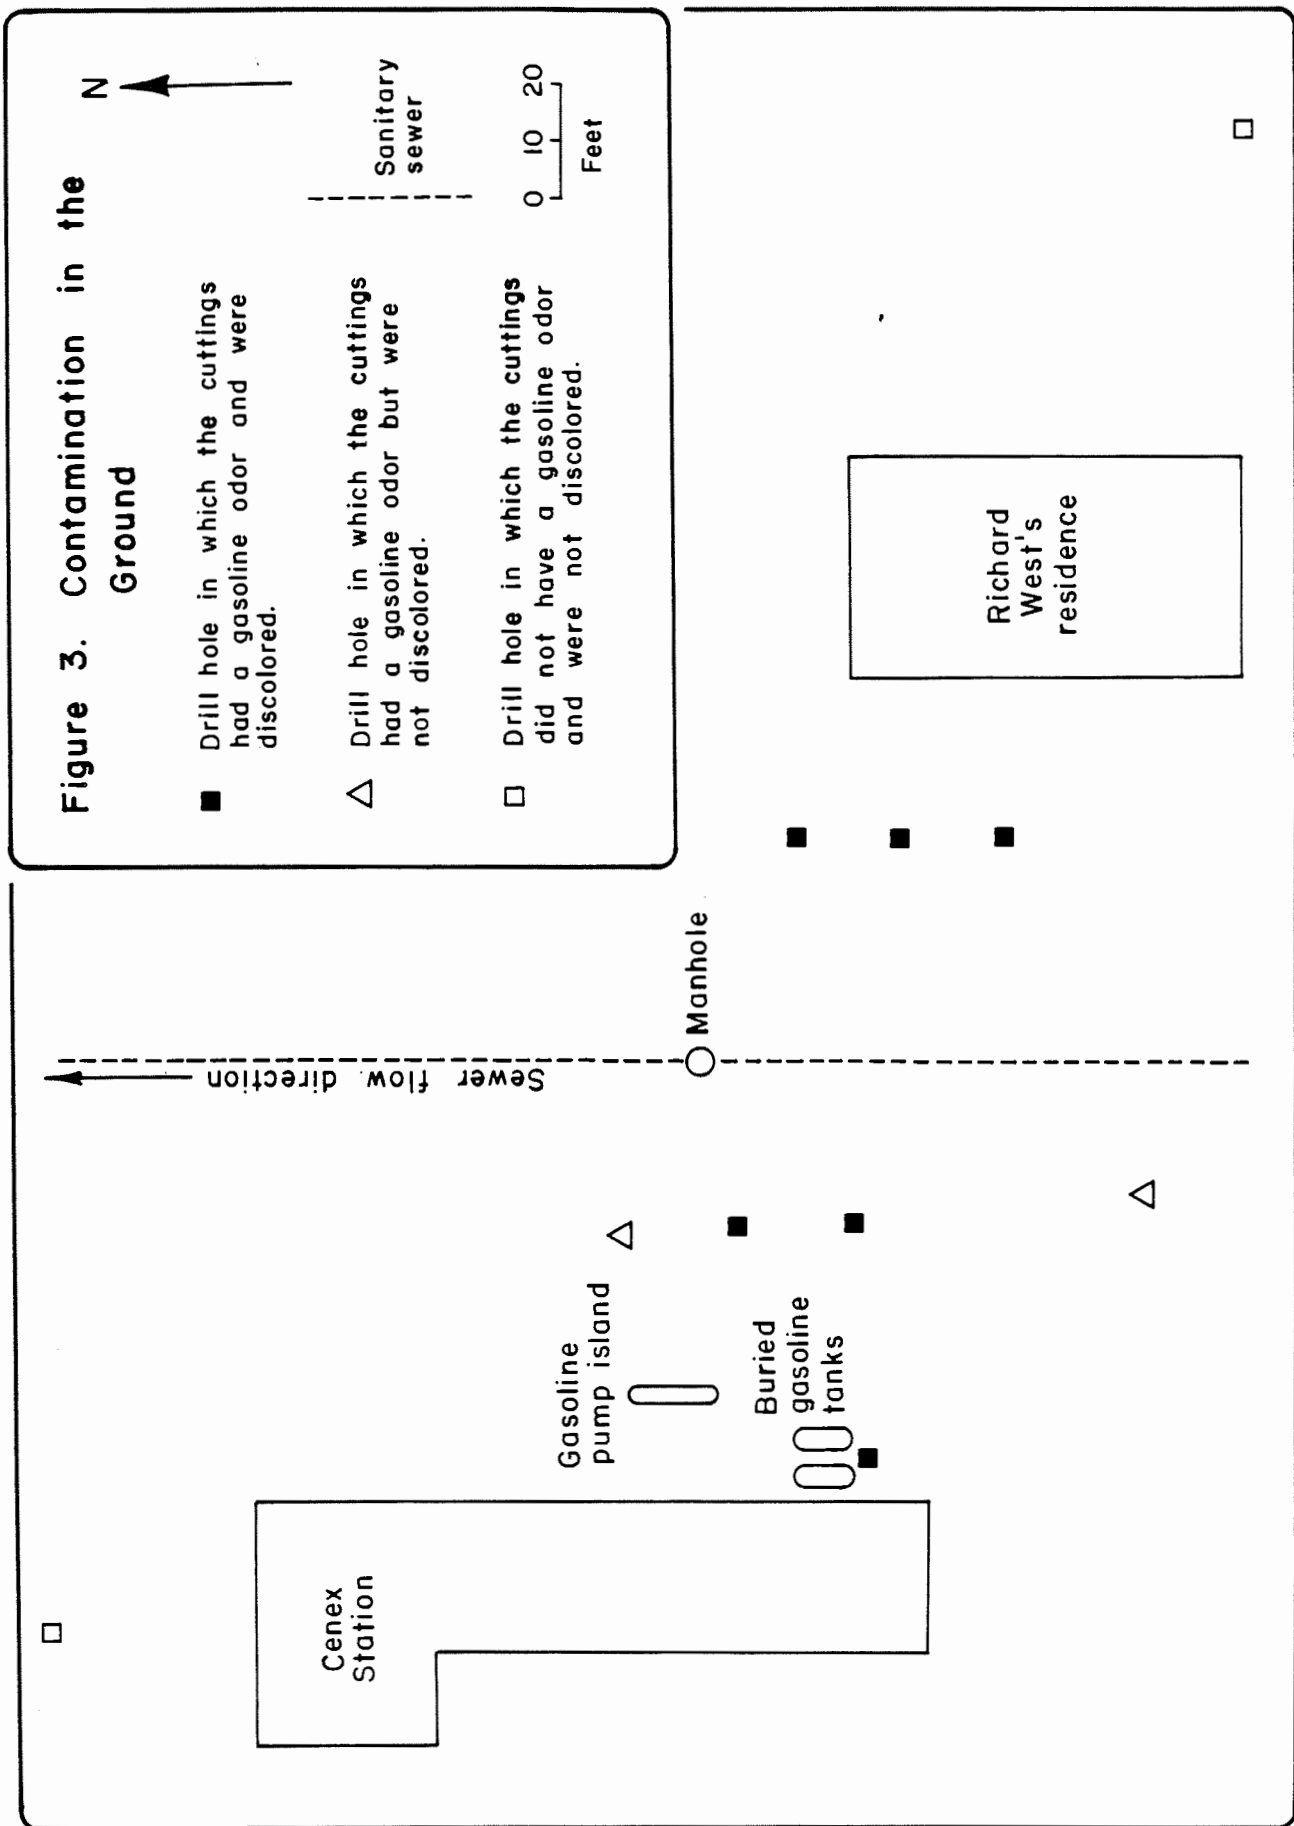 Figure 3. Contamination in the
Ground
N
■ Drill hole in which the cuttings
had a gasoline odor and were
discolored.
△ Drill hole in which the cuttings
had a gasoline odor but were
not discolored.
□ Drill hole in which the cuttings
did not have a gasoline odor
and were not discolored.
Sanitary
sewer
0 10 20
Feet
Sewer flow direction
Cenex
Station
Gasoline
pump island
Buried
gasoline
tanks
Manhole
Richard
West's
residence